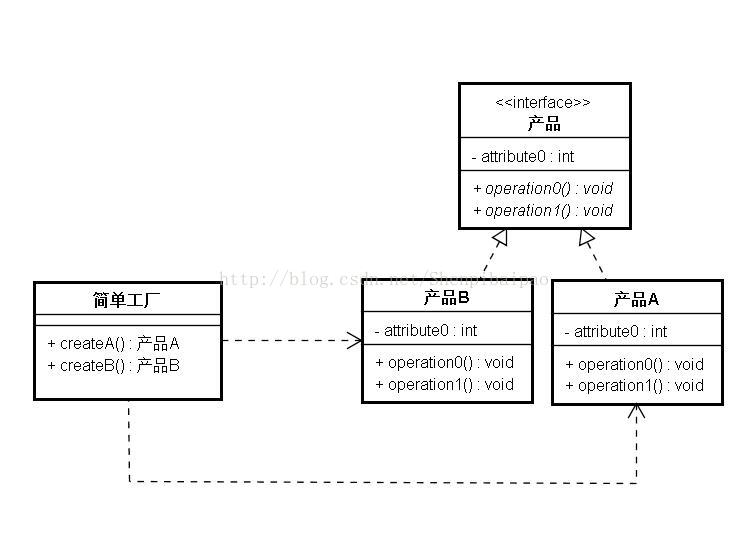 <<interface>>
产品
- attribute0 : int
+ operation0() : void
+ operation1() : void
http://blog.csdn.net/Shenpibaipao
简单工厂
+ createA() : 产品A
+ createB() : 产品B
产品B
- attribute0 : int
+ operation0() : void
+ operation1() : void
产品A
- attribute0 : int
+ operation0() : void
+ operation1() : void